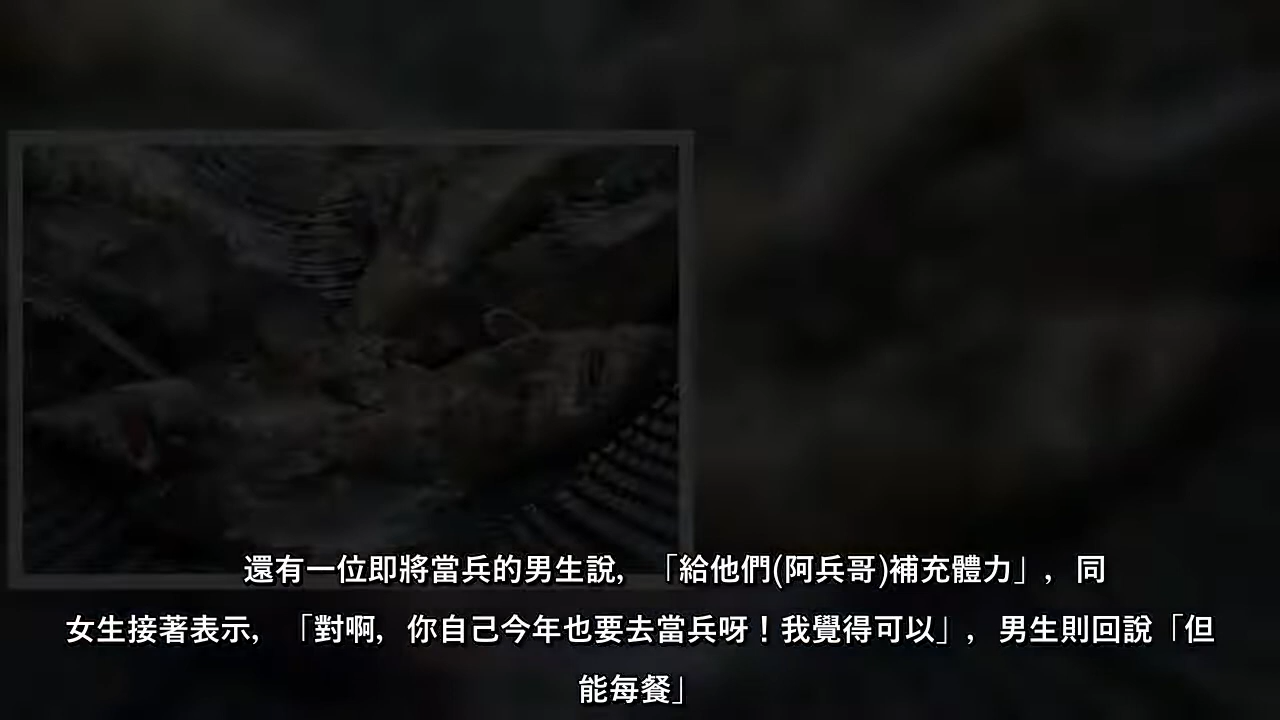 還有一位即將當兵的男生說，「給他們(阿兵哥)補充體力」，同
女生接著表示，「對啊，你自己今年也要去當兵呀！我覺得可以」，男生則回說「但
能每餐」